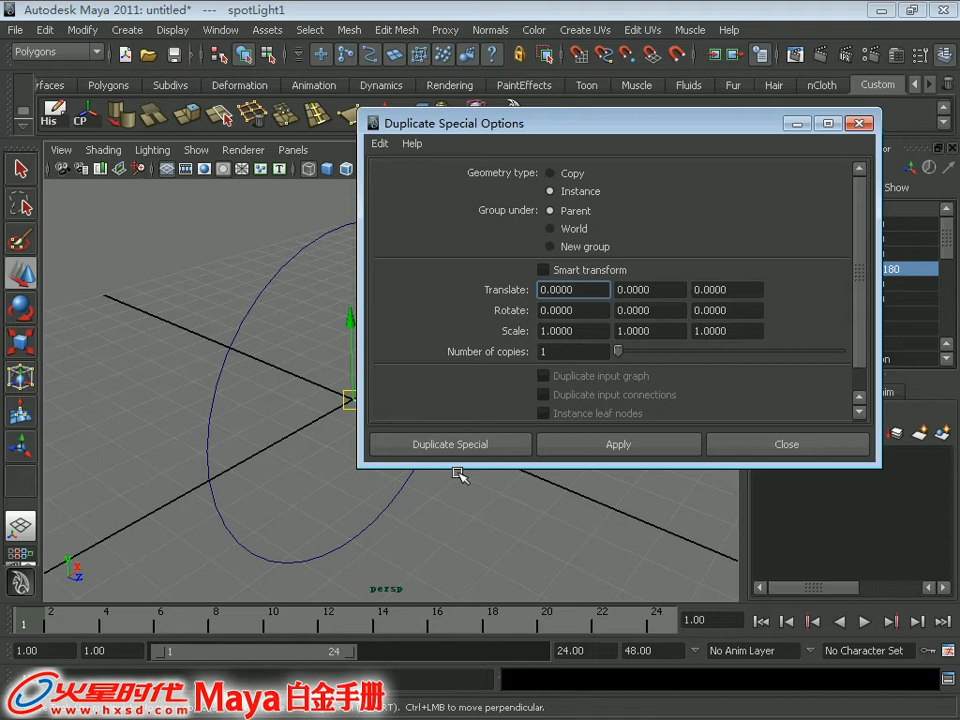 Autodesk Maya 2011: untitled* --- spotLight1
File Edit Modify Create Display Window Assets Select Mesh Edit Mesh Proxy Normals Color Create UVs Edit UVs Muscle Help
Polygons
rfaces Polygons Subdivs Deformation Animation Dynamics Rendering PaintEffects Toon Muscle Fluids Fur Hair nCloth Custom
His CP
Duplicate Special Options
View Shading Lighting Show Renderer Panels
Edit Help
Geometry type: Copy
Instance
Show
Group under: Parent
World
New group
180
Smart transform
Translate: 0.0000 0.0000 0.0000
Rotate: 0.0000 0.0000 0.0000
Scale: 1.0000 1.0000 1.0000
Number of copies: 1
Duplicate input graph
Duplicate input connections
Instance leaf nodes
Duplicate Special Apply Close
persp
1 2 4 6 8 10 12 14 16 18 20 22 24 1.00
1.00 1.00 1 24 24.00 48.00 No Anim Layer No Character Set
火星时代 Maya 白金手册
www.hxsd.com
RT). Ctrl+LMB to move perpendicular.